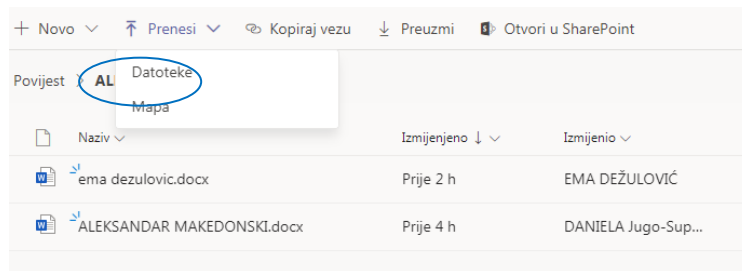 Novo Prenesi Kopiraj vezu Preuzmi Otvori u SharePoint
Datoteke
Povijest > AL
Mapa
Naziv Izmijenjeno ↓ Izmijenio
ema dezulovic.docx Prije 2 h EMA DEŽULOVIĆ
ALEKSANDAR MAKEDONSKI.docx Prije 4 h DANIELA Jugo-Sup...